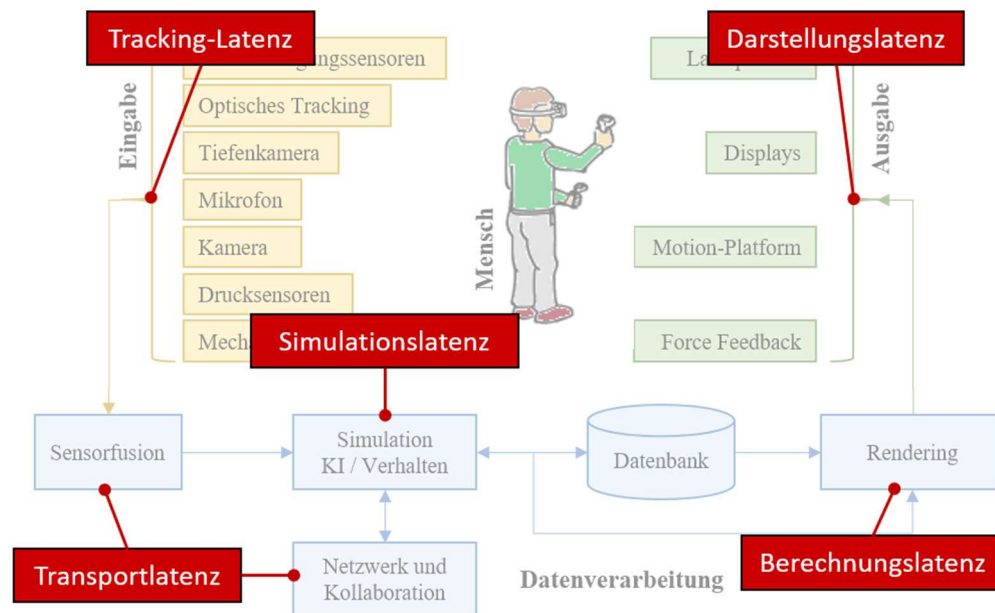 Tracking-Latenz
Darstellungslatenz
Eingabe
Optisches Tracking
Tiefenkamera
Mikrofon
Kamera
Drucksensoren
Mensch
Displays
Motion-Platform
Force Feedback
Ausgabe
Simulationslatenz
Sensorfusion
Simulation
KI / Verhalten
Datenbank
Rendering
Transportlatenz
Netzwerk und
Kollaboration
Datenverarbeitung
Berechnungslatenz